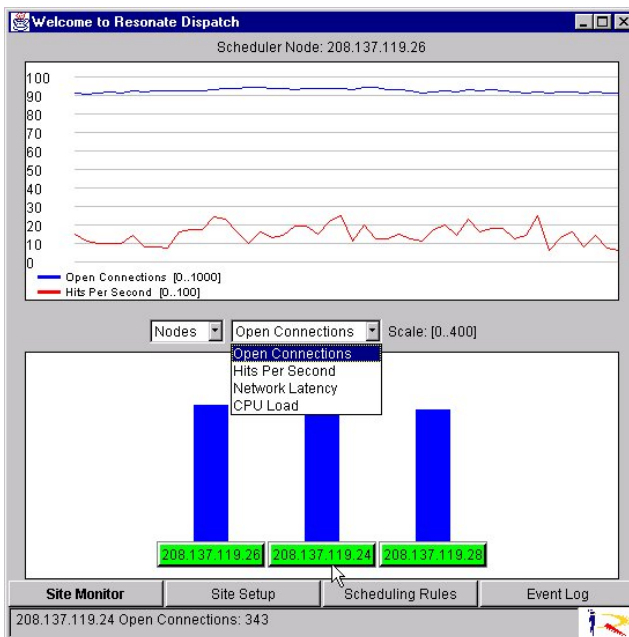 Welcome to Resonate Dispatch
Scheduler Node: 208.137.119.26
100
90
80
70
60
50
40
30
20
10
0
Open Connections [0..1000]
Hits Per Second [0..100]
Nodes Open Connections Scale: [0..400]
Open Connections
Hits Per Second
Network Latency
CPU Load
208.137.119.26 208.137.119.24 208.137.119.28
Site Monitor Site Setup Scheduling Rules Event Log
208.137.119.24 Open Connections: 343